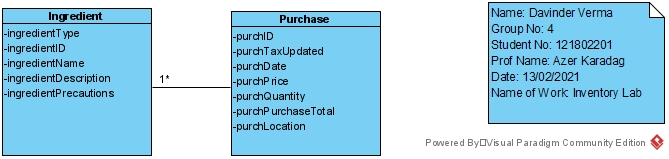 Ingredient
-ingredientType
-ingredientID
-ingredientName
-ingredientDescription
-ingredientPrecautions
1*
Purchase
-purchID
-purchTaxUpdated
-purchDate
-purchPrice
-purchQuantity
-purchPurchaseTotal
-purchLocation
Name: Davinder Verma
Group No: 4
Student No: 121802201
Prof Name: Azer Karadag
Date: 13/02/2021
Name of Work: Inventory Lab
Powered By▯Visual Paradigm Community Edition